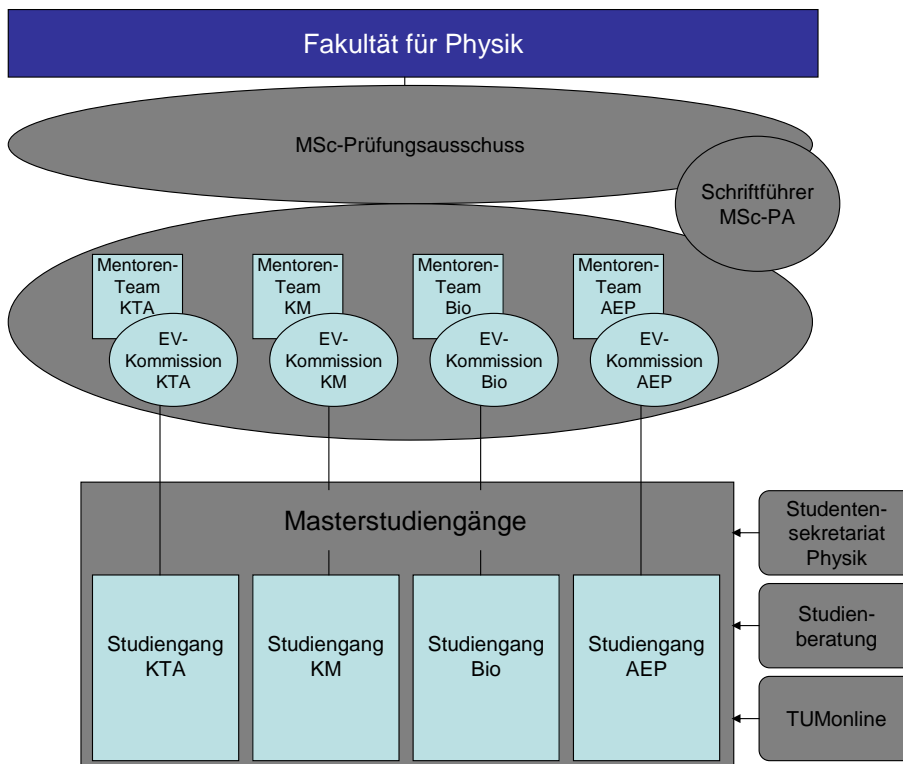 Fakultät für Physik
MSc-Prüfungsausschuss
Schriftführer
MSc-PA
Mentoren-
Team
KTA
Mentoren-
Team
KM
Mentoren-
Team
Bio
Mentoren-
Team
AEP
EV-
Kommission
KTA
EV-
Kommission
KM
EV-
Kommission
Bio
EV-
Kommission
AEP
Masterstudiengänge
Studenten-
sekretariat
Physik
Studiengang
KTA
Studiengang
KM
Studiengang
Bio
Studiengang
AEP
Studien-
beratung
TUMonline